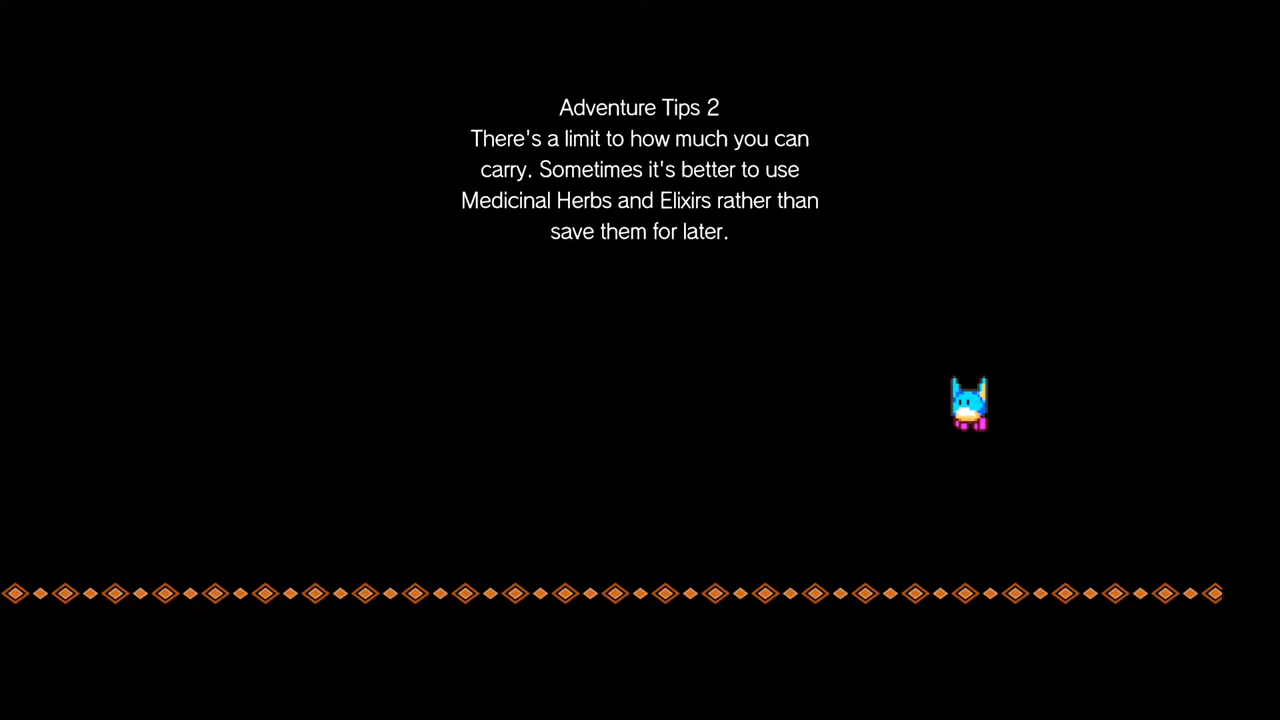 Adventure Tips 2
There's a limit to how much you can
carry. Sometimes it's better to use
Medicinal Herbs and Elixirs rather than
save them for later.